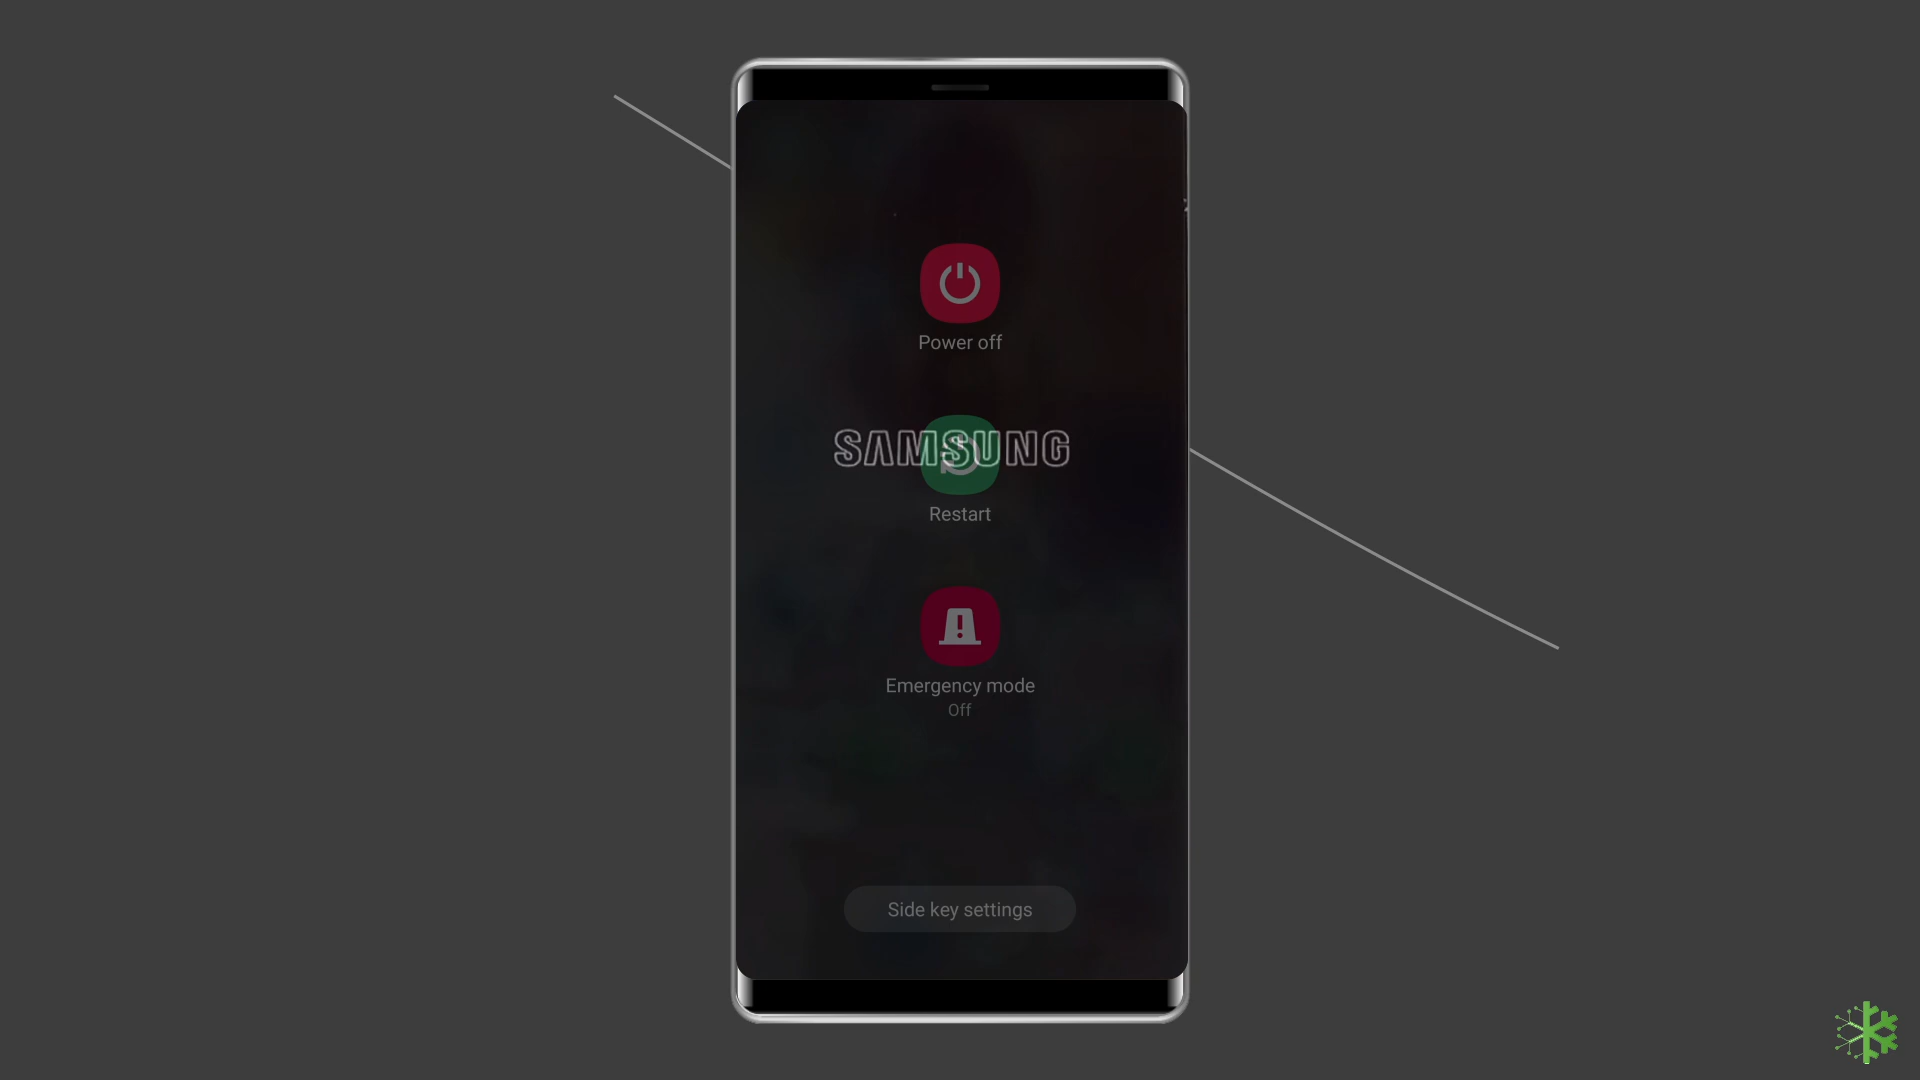 Power off
SAMSUNG
Restart
Emergency mode
Off
Side key settings